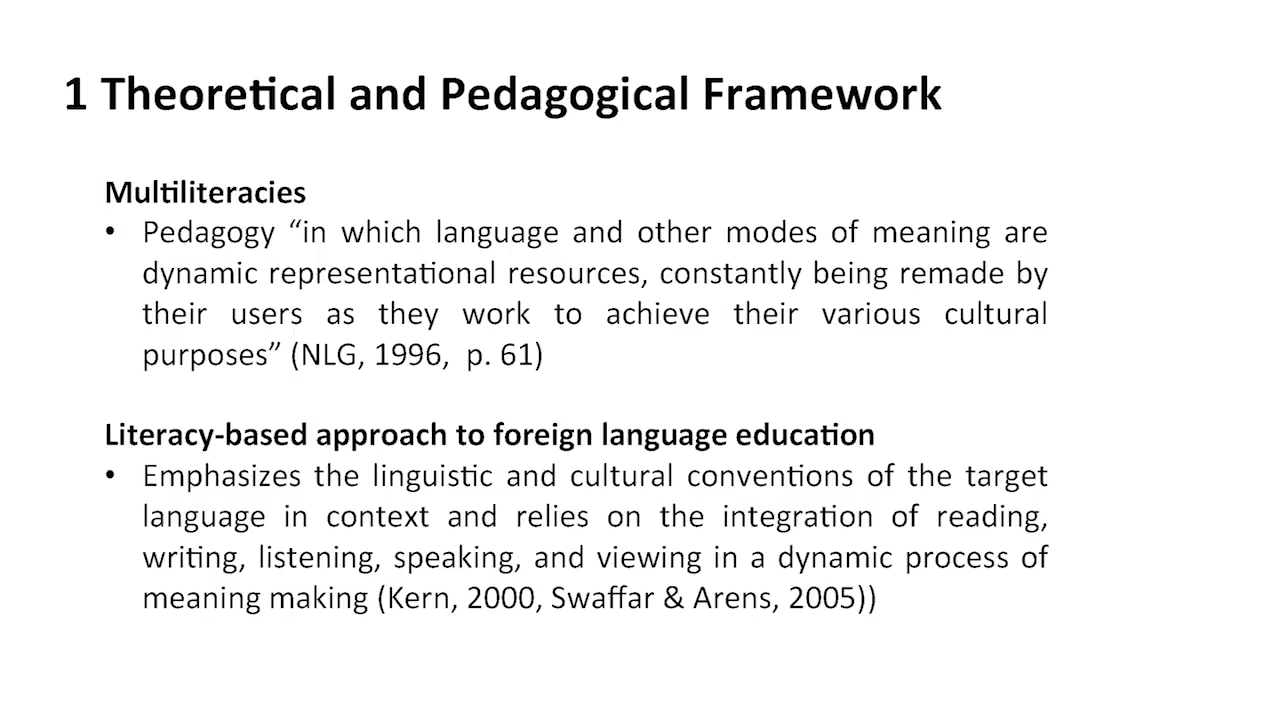 1 Theoretical and Pedagogical Framework
Multiliteracies
• Pedagogy “in which language and other modes of meaning are
dynamic representational resources, constantly being remade by
their users as they work to achieve their various cultural
purposes” (NLG, 1996, p. 61)
Literacy-based approach to foreign language education
• Emphasizes the linguistic and cultural conventions of the target
language in context and relies on the integration of reading,
writing, listening, speaking, and viewing in a dynamic process of
meaning making (Kern, 2000, Swaffar & Arens, 2005))